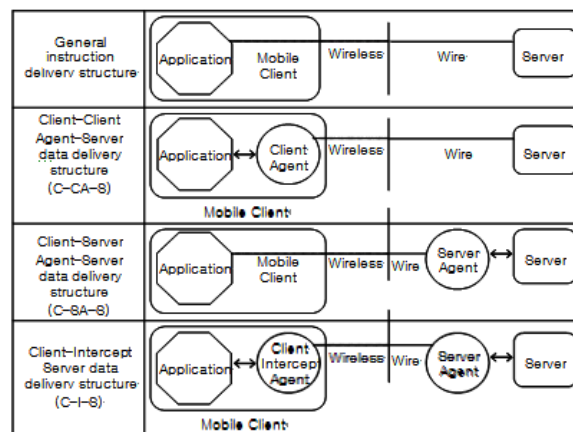 General
instruction
delivery structure
Application
Mobile
Client
Wireless
Wire
Server
Client-Client
Agent-Server
data delivery
structure
(C-CA-S)
Application
Client
Agent
Wireless
Wire
Server
Mobile Client
Client-Server
Agent-Server
data delivery
structure
(C-SA-S)
Application
Mobile
Client
Wireless
Wire
Server
Agent
Server
Client-Intercept
Server data
delivery structure
(C-I-S)
Application
Client
Intercept
Agent
Wireless
Wire
Server
Agent
Server
Mobile Client